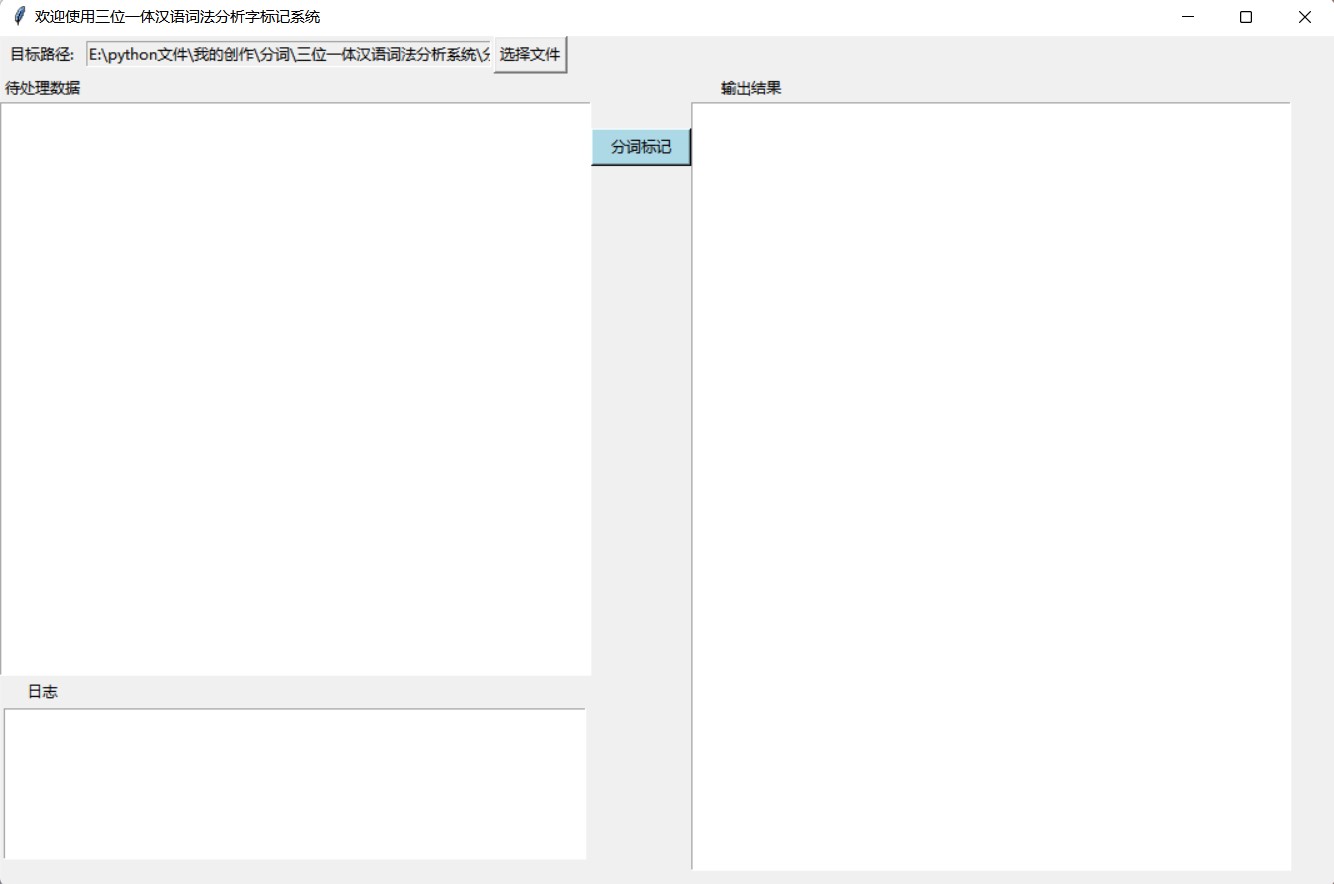 欢迎使用三位一体汉语词法分析字标记系统
目标路径: E:\python文件\我的创作\分词\三位一体汉语词法分析系统\ 选择文件
待处理数据 输出结果
分词标记
日志